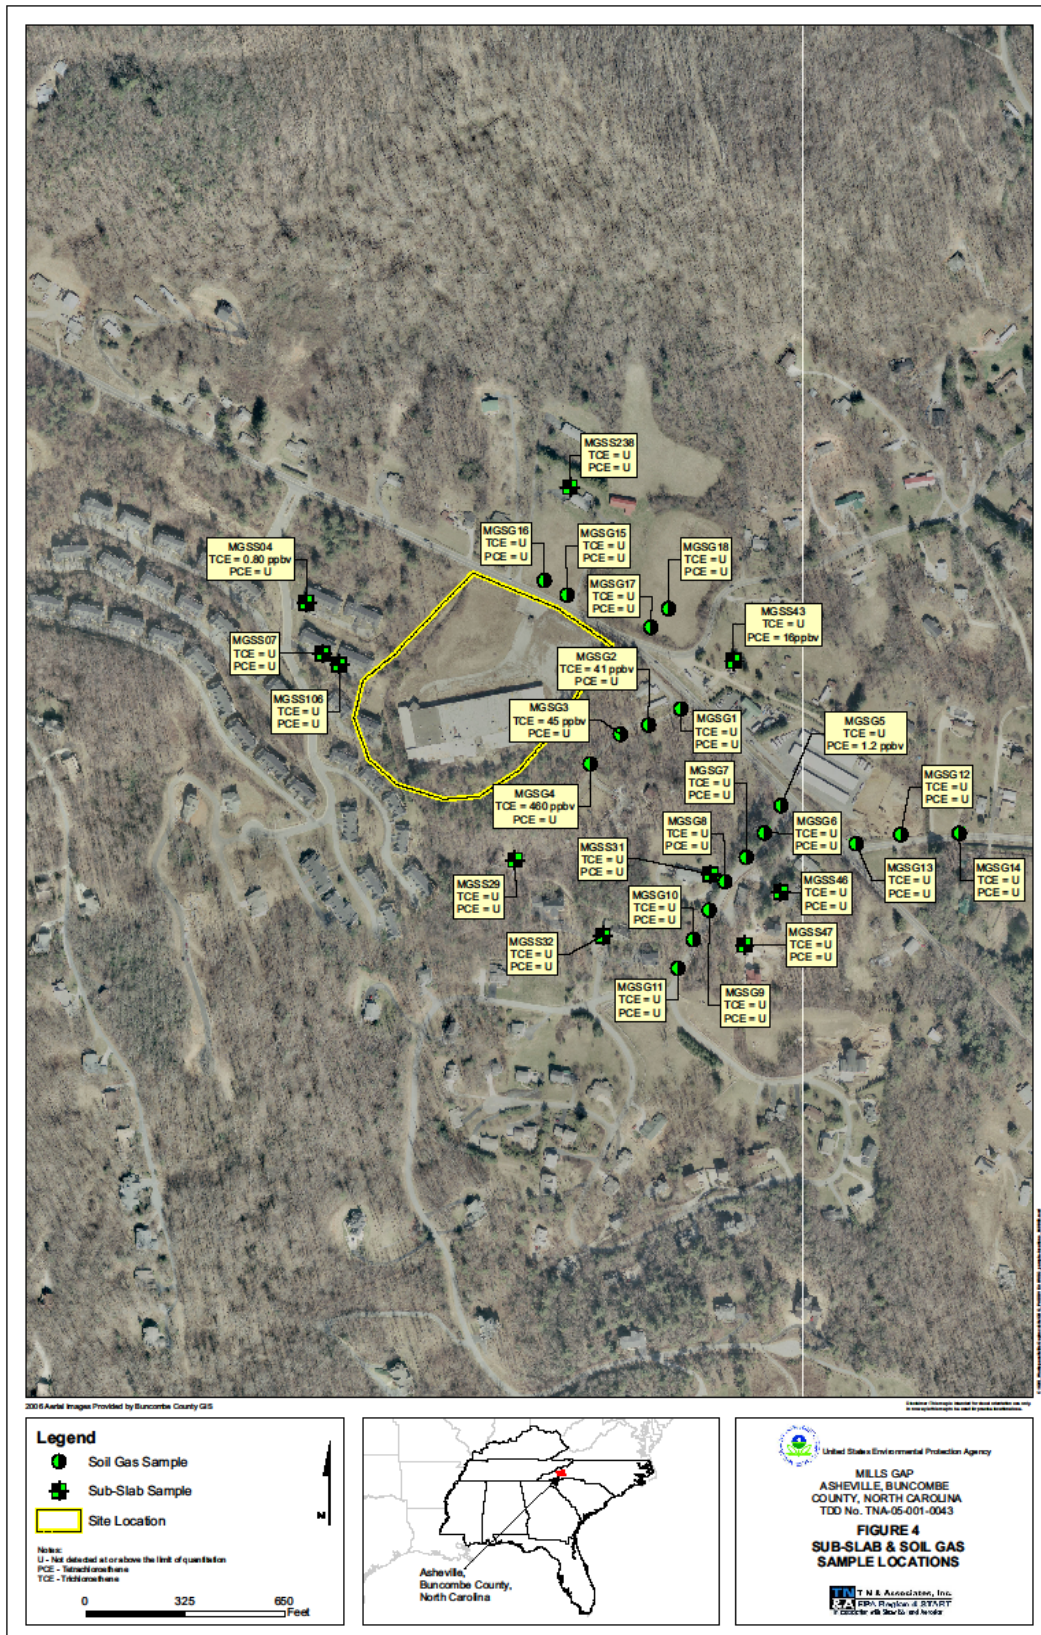 MGSS238
TCE = U
PCE = U
MGSG16
TCE = U
PCE = U
MGSG15
TCE = U
PCE = U
MGSG18
TCE = U
PCE = U
MGSS04
TCE = 0.80 ppbv
PCE = U
MGSG17
TCE = U
PCE = U
MGSS43
TCE = U
PCE = 16ppbv
MGSS07
TCE = U
PCE = U
MGSG2
TCE = 41 ppbv
PCE = U
MGSS106
TCE = U
PCE = U
MGSG3
TCE = 45 ppbv
PCE = U
MGSG1
TCE = U
PCE = U
MGSG5
TCE = U
PCE = 1.2 ppbv
MGSG7
TCE = U
PCE = U
MGSG12
TCE = U
PCE = U
MGSG4
TCE = 460 ppbv
PCE = U
MGSG8
TCE = U
PCE = U
MGSG6
TCE = U
PCE = U
MGSS31
TCE = U
PCE = U
MGSG13
TCE = U
PCE = U
MGSG14
TCE = U
PCE = U
MGSS29
TCE = U
PCE = U
MGSS46
TCE = U
PCE = U
MGSG10
TCE = U
PCE = U
MGSS32
TCE = U
PCE = U
MGSS47
TCE = U
PCE = U
MGSG11
TCE = U
PCE = U
MGSG9
TCE = U
PCE = U
2006 Aerial Images Provided by Buncombe County GIS
Legend
Soil Gas Sample
Sub-Slab Sample
Site Location
N
Notes:
U - Not detected at or above the limit of quantitation
PCE - Tetrachloroethene
TCE - Trichloroethene
0 325 650
Feet
Asheville,
Buncombe County,
North Carolina
United States Environmental Protection Agency
MILLS GAP
ASHEVILLE, BUNCOMBE
COUNTY, NORTH CAROLINA
TDD No. TNA-05-001-0043
FIGURE 4
SUB-SLAB & SOIL GAS
SAMPLE LOCATIONS
TN&A
T N & Associates, Inc.
EPA Region 4 START